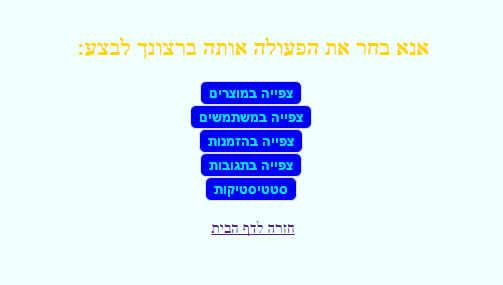 אנא בחר את הפעולה אותה ברצונך לבצע:
צפייה במוצרים
צפייה במשתמשים
צפייה בהזמנות
צפייה בתגובות
סטטיסטיקות
חזרה לדף הבית